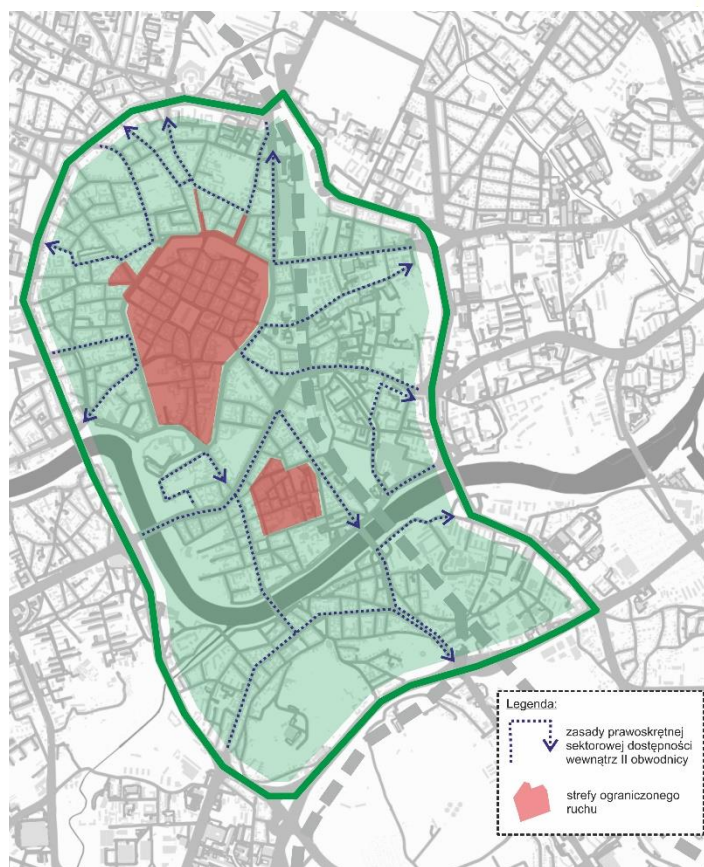 Legenda:
zasady prawoskrętnej
sektorowej dostępności
wewnątrz II obwodnicy
strefy ograniczonego
ruchu